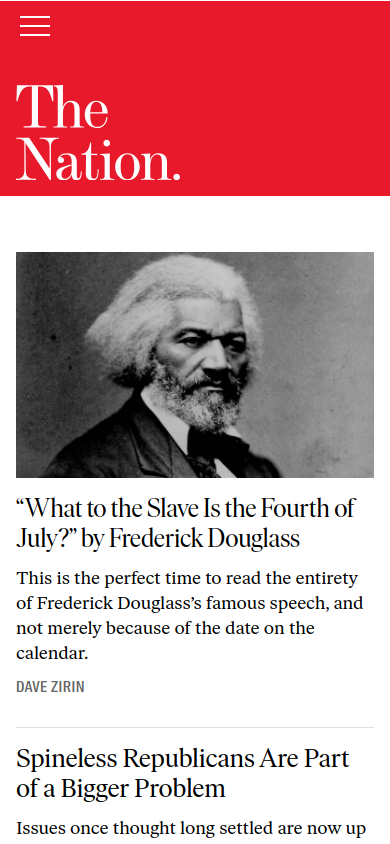 The
Nation.
“What to the Slave Is the Fourth of
July?” by Frederick Douglass
This is the perfect time to read the entirety
of Frederick Douglass’s famous speech, and
not merely because of the date on the
calendar.
DAVE ZIRIN
Spineless Republicans Are Part
of a Bigger Problem
Issues once thought long settled are now up